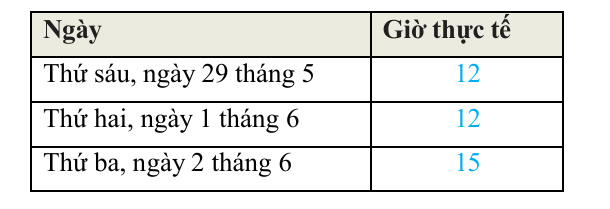 Ngày Giờ thực tế
Thứ sáu, ngày 29 tháng 5 12
Thứ hai, ngày 1 tháng 6 12
Thứ ba, ngày 2 tháng 6 15